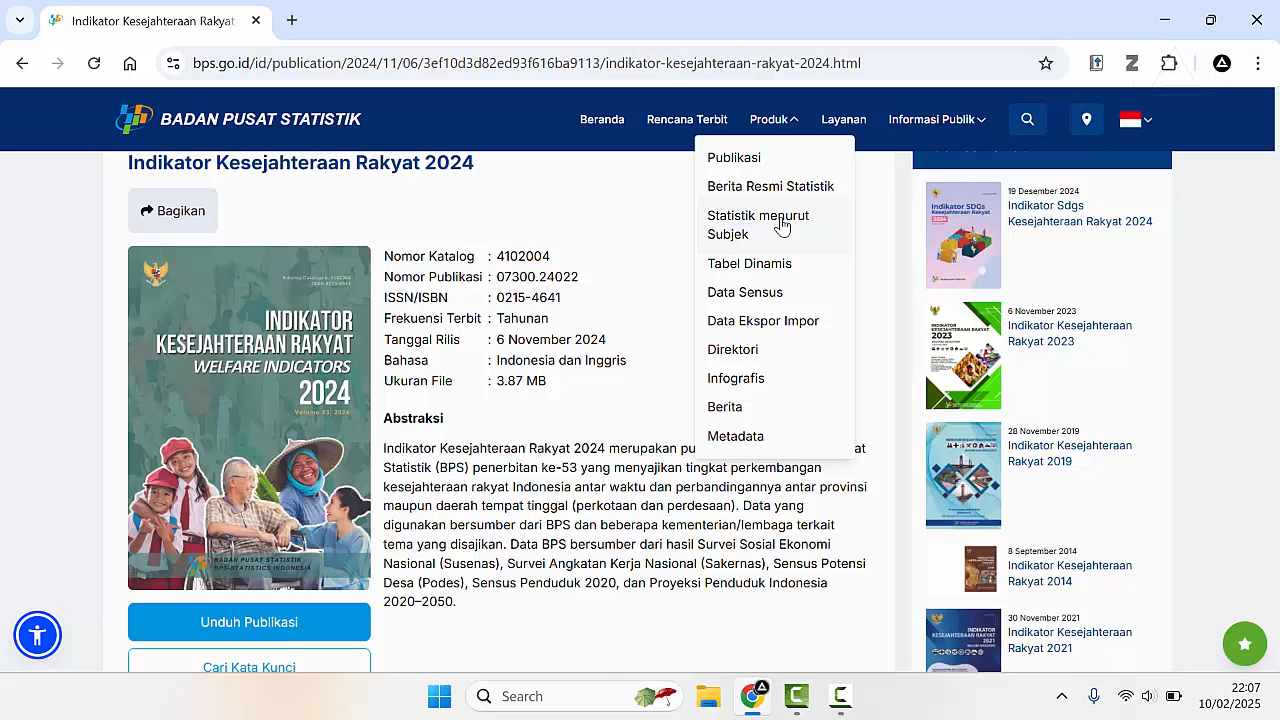 Indikator Kesejahteraan Rakyat
bps.go.id/id/publication/2024/11/06/3ef10dcd82ed93f616ba9113/indikator-kesejahteraan-rakyat-2024.html
BADAN PUSAT STATISTIK
Beranda
Rencana Terbit
Produk
Layanan
Informasi Publik
Publikasi
Berita Resmi Statistik
Statistik menurut
Subjek
Tabel Dinamis
Data Sensus
Data Ekspor Impor
Direktori
Infografis
Berita
Metadata
Indikator Kesejahteraan Rakyat 2024
Bagikan
INDIKATOR
KESEJAHTERAAN RAKYAT
WELFARE INDICATORS
2024
Volume 53, 2024
BADAN PUSAT STATISTIK
BPS-STATISTICS INDONESIA
Nomor Katalog : 4102004
Nomor Publikasi : 07300.24022
ISSN/ISBN : 0215-4641
Frekuensi Terbit : Tahunan
Tanggal Rilis : 6 November 2024
Bahasa : Indonesia dan Inggris
Ukuran File : 3.87 MB
Abstraksi
Indikator Kesejahteraan Rakyat 2024 merupakan pu at
Statistik (BPS) penerbitan ke-53 yang menyajikan tingkat perkembangan
kesejahteraan rakyat Indonesia antar waktu dan perbandingannya antar provinsi
maupun daerah tempat tinggal (perkotaan dan perdesaan). Data yang
digunakan bersumber dari BPS dan beberapa kementerian/lembaga terkait
tema yang disajikan. Data BPS bersumber dari hasil Survei Sosial Ekonomi
Nasional (Susenas), Survei Angkatan Kerja Nasional (Sakernas), Sensus Potensi
Desa (Podes), Sensus Penduduk 2020, dan Proyeksi Penduduk Indonesia
2020–2050.
Unduh Publikasi
Cari Kata Kunci
19 Desember 2024
Indikator Sdgs
Kesejahteraan Rakyat 2024
6 November 2023
Indikator Kesejahteraan
Rakyat 2023
28 November 2019
Indikator Kesejahteraan
Rakyat 2019
8 September 2014
Indikator Kesejahteraan
Rakyat 2014
30 November 2021
Indikator Kesejahteraan
Rakyat 2021
Search
22:07
10/02/2025